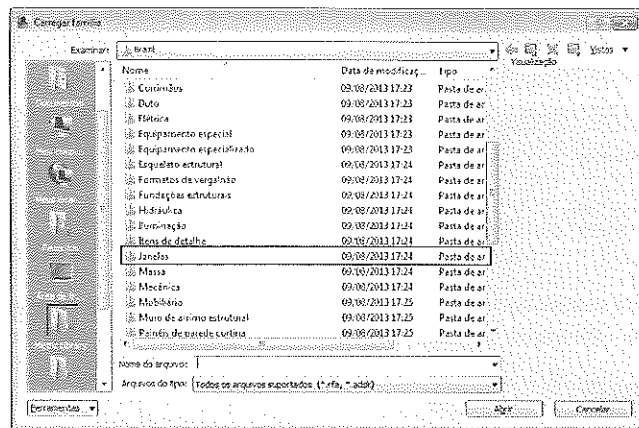 Carregar família
Examinar: Brazil Vistas
Visualização
Nome Data de modificaç... Tipo
Corrimãos 09/08/2013 17:23 Pasta de ar
Duto 09/08/2013 17:23 Pasta de ar
Elétrica 09/08/2013 17:23 Pasta de ar
Equipamento especial 09/08/2013 17:23 Pasta de ar
Equipamento especializado 09/08/2013 17:23 Pasta de ar
Esqueleto estrutural 09/08/2013 17:24 Pasta de ar
Formatos de vergalhão 09/08/2013 17:24 Pasta de ar
Fundações estruturais 09/08/2013 17:24 Pasta de ar
Hidráulica 09/08/2013 17:24 Pasta de ar
Iluminação 09/08/2013 17:24 Pasta de ar
Itens de detalhe 09/08/2013 17:24 Pasta de ar
Janelas 09/08/2013 17:24 Pasta de ar
Massa 09/08/2013 17:24 Pasta de ar
Mecânica 09/08/2013 17:24 Pasta de ar
Mobiliário 09/08/2013 17:25 Pasta de ar
Muro de arrimo estrutural 09/08/2013 17:25 Pasta de ar
Painéis de parede cortina 09/08/2013 17:25 Pasta de ar
Nome do arquivo:
Arquivos do tipo: Todos os arquivos suportados (*.rfa, *.adsk)
Ferramentas Abrir Cancelar